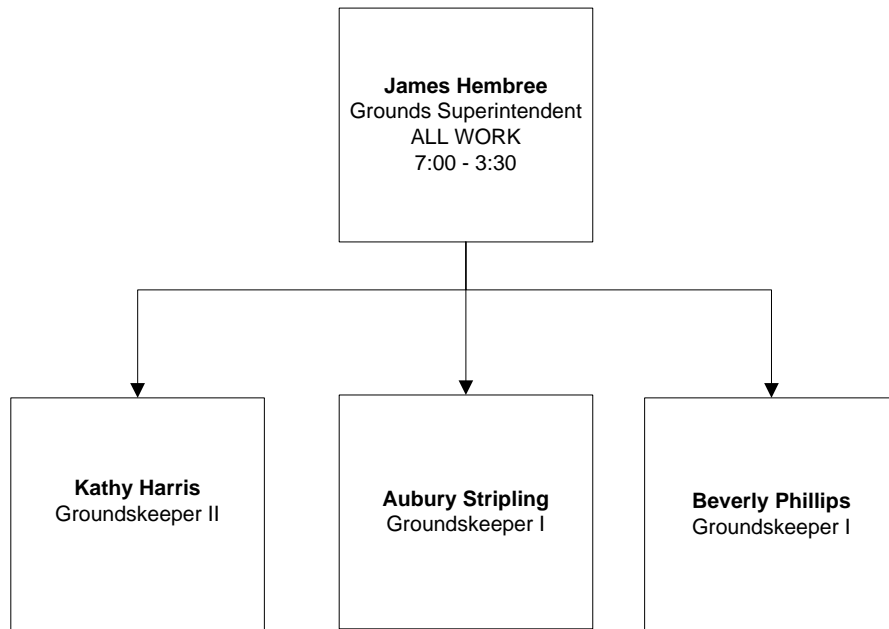 James Hembree
Grounds Superintendent
ALL WORK
7:00 - 3:30
Kathy Harris
Groundskeeper II
Aubury Stripling
Groundskeeper I
Beverly Phillips
Groundskeeper I